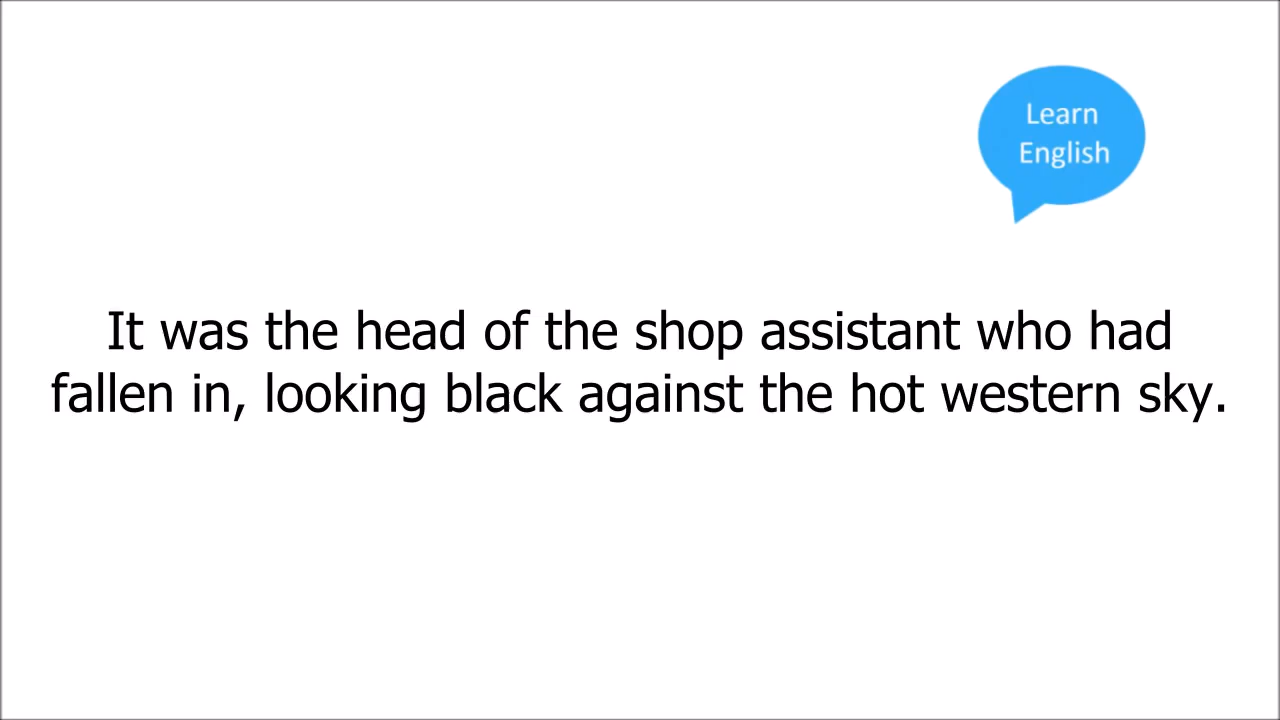 Learn
English
It was the head of the shop assistant who had
fallen in, looking black against the hot western sky.